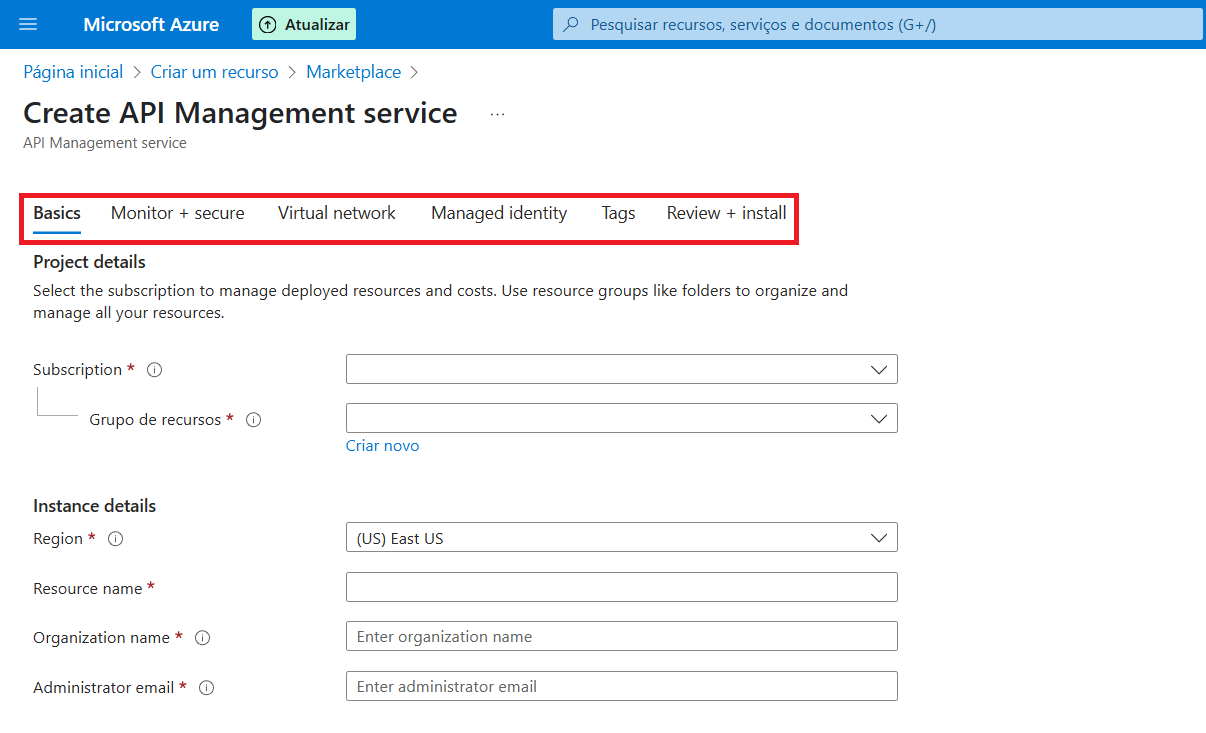 Microsoft Azure Atualizar Pesquisar recursos, serviços e documentos (G+/)
Página inicial > Criar um recurso > Marketplace >
Create API Management service ...
API Management service
Basics Monitor + secure Virtual network Managed identity Tags Review + install
Project details
Select the subscription to manage deployed resources and costs. Use resource groups like folders to organize and
manage all your resources.
Subscription *
Grupo de recursos *
Criar novo
Instance details
Region * (US) East US
Resource name *
Organization name * Enter organization name
Administrator email * Enter administrator email